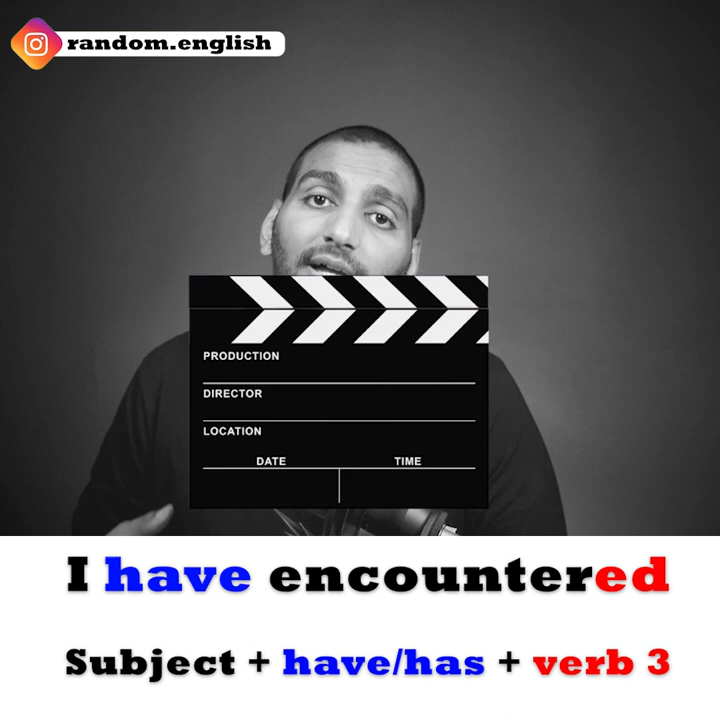 random.english
PRODUCTION
DIRECTOR
LOCATION
DATE TIME
I have encountered
Subject + have/has + verb 3